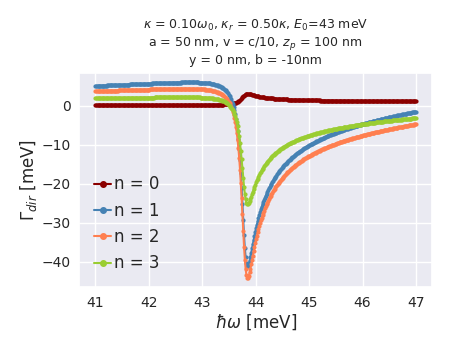 κ = 0.10ω₀, κᵣ = 0.50κ, E₀=43 meV
a = 50 nm, v = c/10, zₚ = 100 nm
y = 0 nm, b = -10nm
Γ_dir [meV]
0
−10
−20
−30
−40
n = 0
n = 1
n = 2
n = 3
41 42 43 44 45 46 47
ħω [meV]